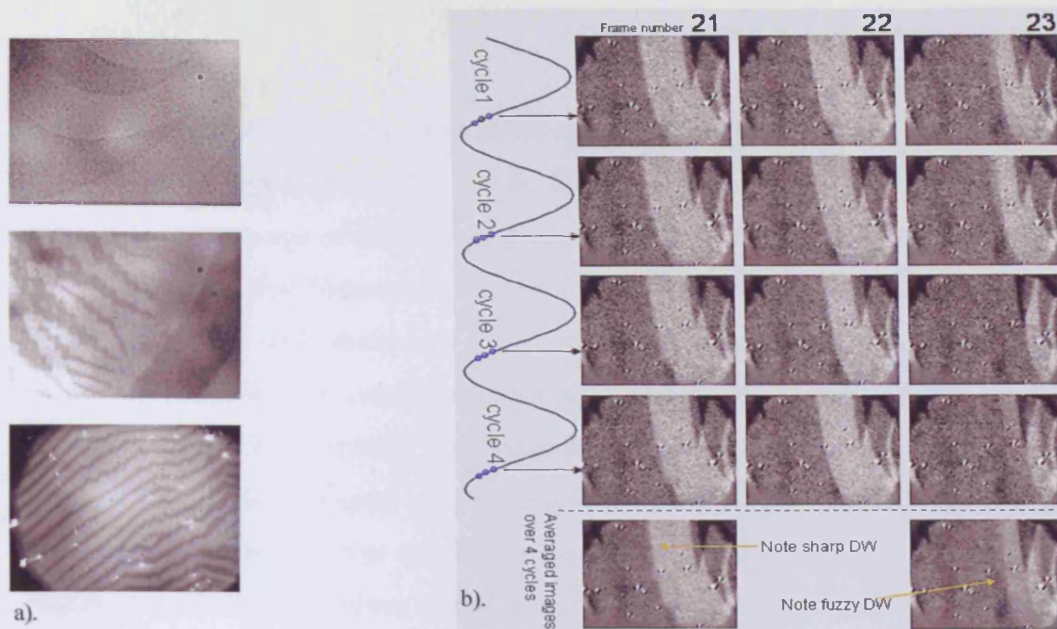 Frame number 21 22 23
cycle1
cycle 2
cycle 3
cycle 4
Averaged images
over 4 cycles
Note sharp DW
Note fuzzy DW
a).
b).